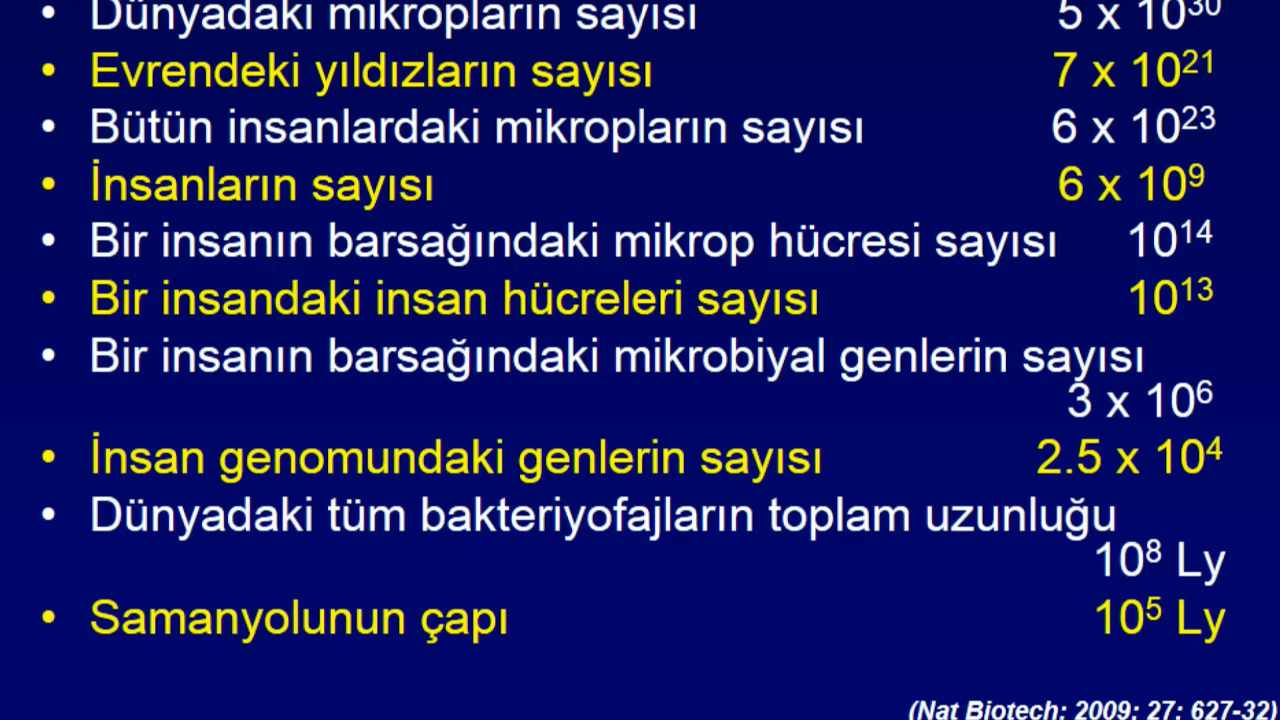 • Dünyadaki mikropların sayısı 5 x 10³⁰
• Evrendeki yıldızların sayısı 7 x 10²¹
• Bütün insanlardaki mikropların sayısı 6 x 10²³
• İnsanların sayısı 6 x 10⁹
• Bir insanın barsağındaki mikrop hücresi sayısı 10¹⁴
• Bir insandaki insan hücreleri sayısı 10¹³
• Bir insanın barsağındaki mikrobiyal genlerin sayısı
3 x 10⁶
• İnsan genomundaki genlerin sayısı 2.5 x 10⁴
• Dünyadaki tüm bakteriyofajların toplam uzunluğu
10⁸ Ly
• Samanyolunun çapı 10⁵ Ly
(Nat Biotech; 2009; 27; 627-32)